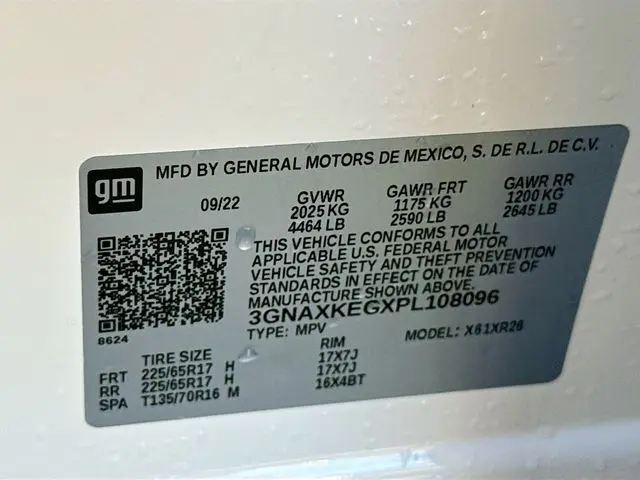 gm
MFD BY GENERAL MOTORS DE MEXICO, S. DE R.L. DE C.V.
09/22 GVWR GAWR FRT GAWR RR
2025 KG 1175 KG 1200 KG
4464 LB 2590 LB 2645 LB
THIS VEHICLE CONFORMS TO ALL
APPLICABLE U.S. FEDERAL MOTOR
VEHICLE SAFETY AND THEFT PREVENTION
STANDARDS IN EFFECT ON THE DATE OF
MANUFACTURE SHOWN ABOVE.
3GNAXKEGXPL108096
8624
TYPE: MPV MODEL: X61XR26
TIRE SIZE RIM
FRT 225/65R17 H 17X7J
RR 225/65R17 H 17X7J
SPA T135/70R16 M 16X4BT